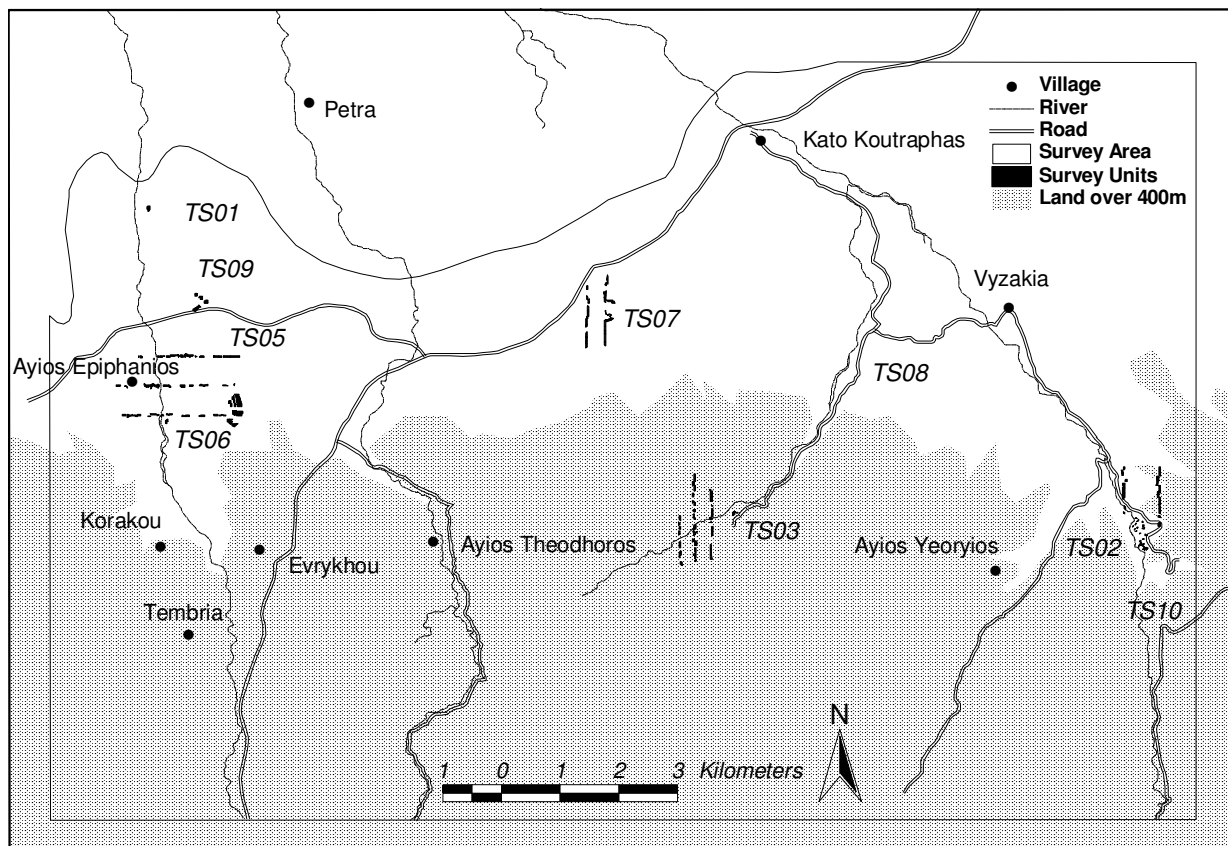 Petra
Village
River
Road
Survey Area
Survey Units
Land over 400m
Kato Koutraphas
TS01
TS09
TS05
TS07
Vyzakia
Ayios Epiphanios
TS08
TS06
Korakou
Evrykhou
Ayios Theodhoros
TS03
Ayios Yeoryios
TS02
Tembria
TS10
N
1 0 1 2 3 Kilometers